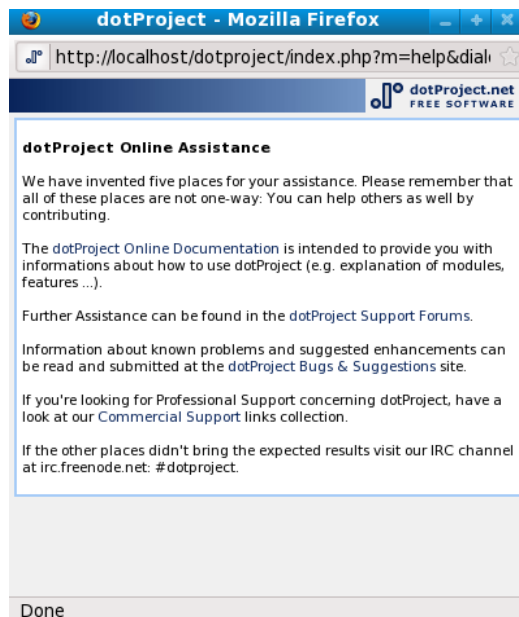 dotProject - Mozilla Firefox
http://localhost/dotproject/index.php?m=help&dial
dotProject.net
FREE SOFTWARE
dotProject Online Assistance
We have invented five places for your assistance. Please remember that
all of these places are not one-way: You can help others as well by
contributing.
The dotProject Online Documentation is intended to provide you with
informations about how to use dotProject (e.g. explanation of modules,
features ...).
Further Assistance can be found in the dotProject Support Forums.
Information about known problems and suggested enhancements can
be read and submitted at the dotProject Bugs & Suggestions site.
If you're looking for Professional Support concerning dotProject, have a
look at our Commercial Support links collection.
If the other places didn't bring the expected results visit our IRC channel
at irc.freenode.net: #dotproject.
Done